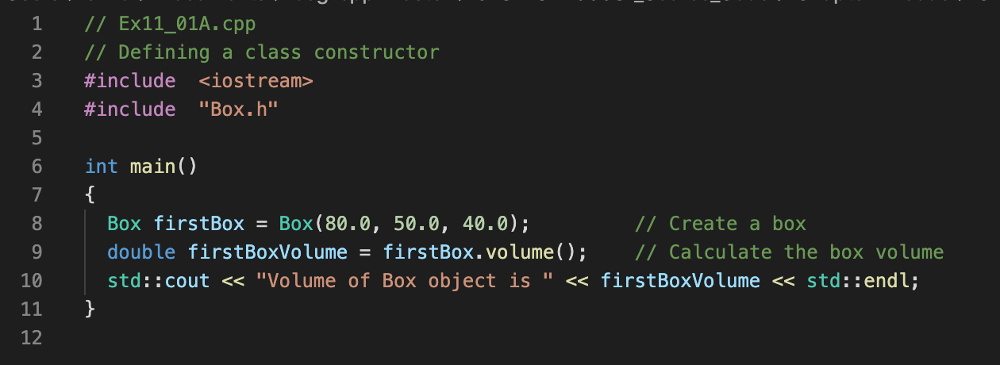 1 // Ex11_01A.cpp
2 // Defining a class constructor
3 #include  <iostream>
4 #include  "Box.h"
5
6 int main()
7 {
8   Box firstBox = Box(80.0, 50.0, 40.0);         // Create a box
9   double firstBoxVolume = firstBox.volume();    // Calculate the box volume
10   std::cout << "Volume of Box object is " << firstBoxVolume << std::endl;
11 }
12